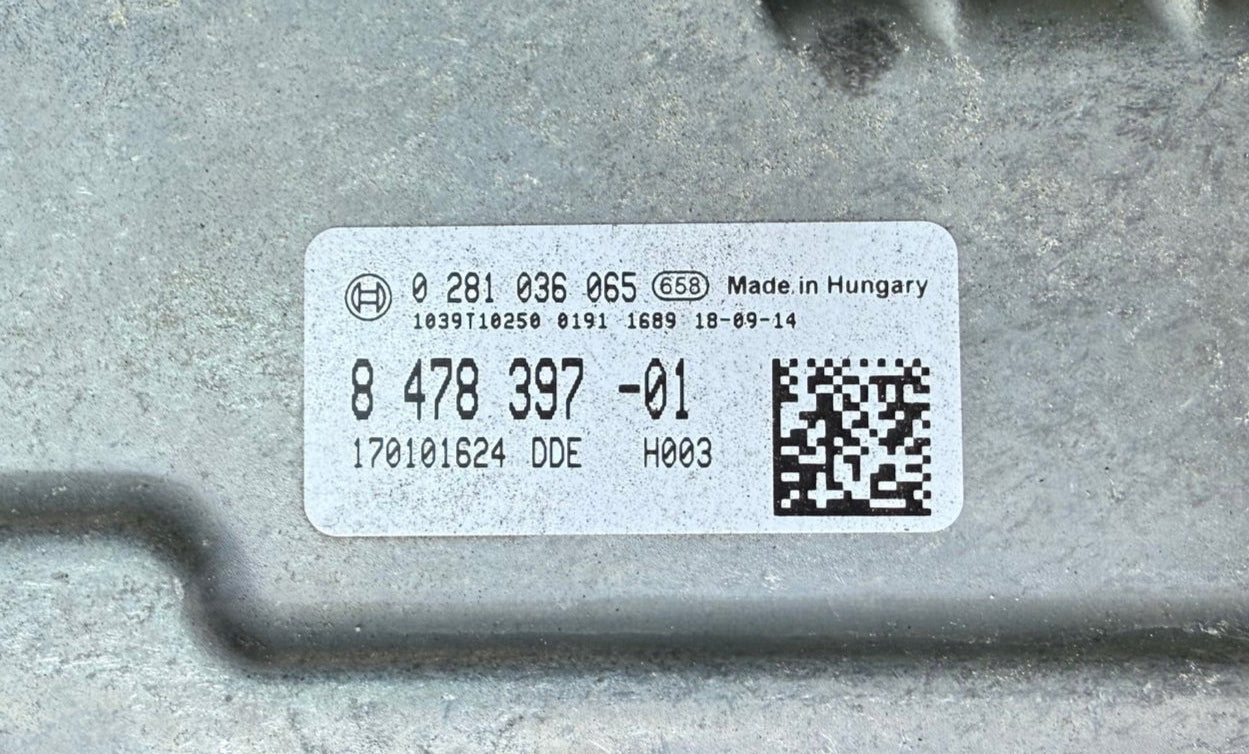 0 281 036 065 658 Made in Hungary
1039T10250 0191 1689 18-09-14
8 478 397 -01
170101624 DDE H003